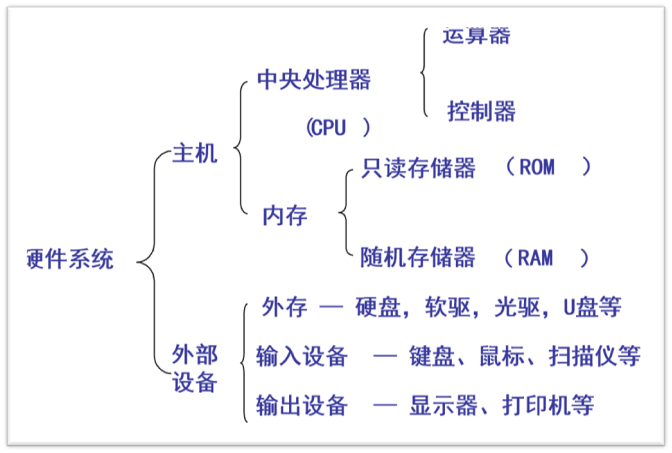 运算器
中央处理器
(CPU )
控制器
主机
只读存储器 （ROM ）
内存
硬件系统
随机存储器 （RAM ）
外存 — 硬盘，软驱，光驱，U盘等
外部
设备
输入设备 — 键盘、鼠标、扫描仪等
输出设备 — 显示器、打印机等